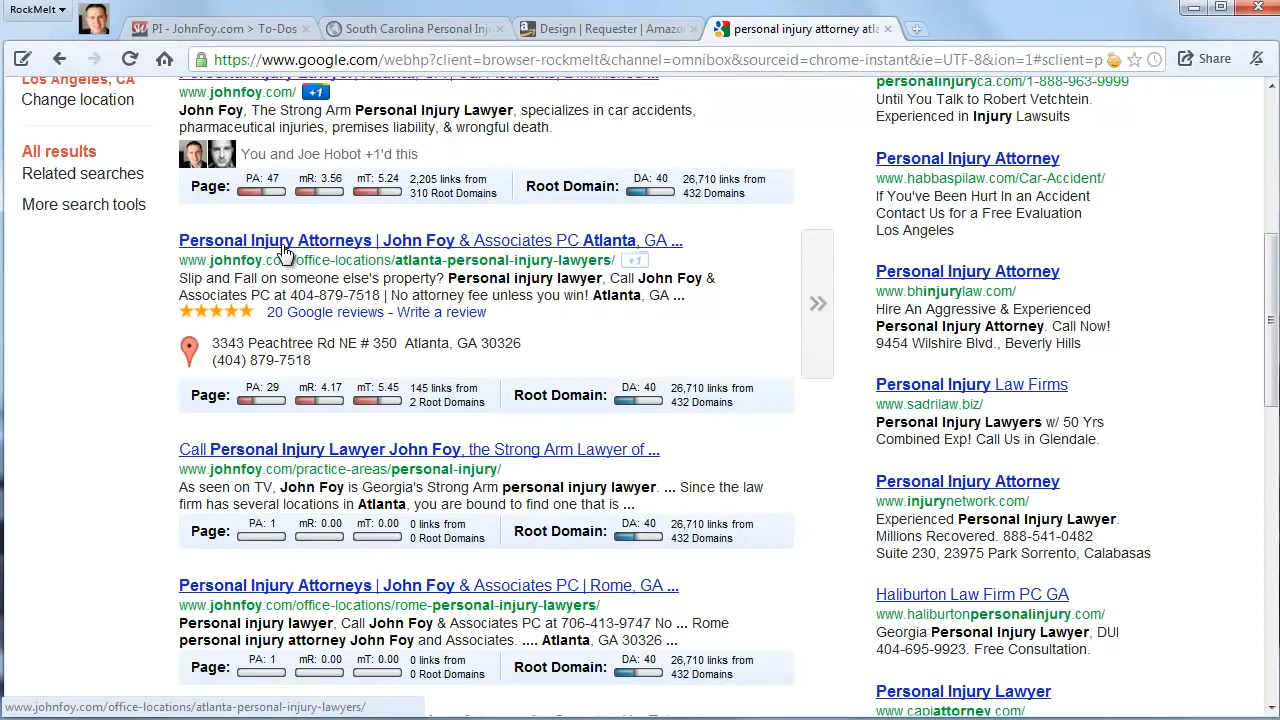 RockMelt
PI - JohnFoy.com > To-Dos
South Carolina Personal Inj
Design | Requester | Amazo
personal injury attorney atl
https://www.google.com/webhp?client=browser-rockmelt&channel=omnibox&sourceid=chrome-instant&ie=UTF-8&ion=1#sclient=p
Share
Los Angeles, CA
Change location
All results
Related searches
More search tools
www.johnfoy.com/ +1
John Foy, The Strong Arm Personal Injury Lawyer, specializes in car accidents,
pharmaceutical injuries, premises liability, & wrongful death.
You and Joe Hobot +1'd this
Page: PA: 47 mR: 3.56 mT: 5.24 2,205 links from
310 Root Domains
Root Domain: DA: 40 26,710 links from
432 Domains
Personal Injury Attorneys | John Foy & Associates PC Atlanta, GA ...
www.johnfoy.com/office-locations/atlanta-personal-injury-lawyers/ +1
Slip and Fall on someone else's property? Personal injury lawyer, Call John Foy &
Associates PC at 404-879-7518 | No attorney fee unless you win! Atlanta, GA ...
20 Google reviews - Write a review
3343 Peachtree Rd NE # 350 Atlanta, GA 30326
(404) 879-7518
Page: PA: 29 mR: 4.17 mT: 5.45 145 links from
2 Root Domains
Root Domain: DA: 40 26,710 links from
432 Domains
Call Personal Injury Lawyer John Foy, the Strong Arm Lawyer of ...
www.johnfoy.com/practice-areas/personal-injury/
As seen on TV, John Foy is Georgia's Strong Arm personal injury lawyer. ... Since the law
firm has several locations in Atlanta, you are bound to find one that is ...
Page: PA: 1 mR: 0.00 mT: 0.00 0 links from
0 Root Domains
Root Domain: DA: 40 26,710 links from
432 Domains
Personal Injury Attorneys | John Foy & Associates PC | Rome, GA ...
www.johnfoy.com/office-locations/rome-personal-injury-lawyers/
Personal injury lawyer, Call John Foy & Associates PC at 706-413-9747 No ... Rome
personal injury attorney John Foy and Associates. .... Atlanta, GA 30326 ...
Page: PA: 1 mR: 0.00 mT: 0.00 0 links from
0 Root Domains
Root Domain: DA: 40 26,710 links from
432 Domains
www.johnfoy.com/office-locations/atlanta-personal-injury-lawyers/
personalinjuryca.com/1-888-963-9999
Until You Talk to Robert Vetchtein.
Experienced in Injury Lawsuits
Personal Injury Attorney
www.habbaspilaw.com/Car-Accident/
If You've Been Hurt In an Accident
Contact Us for a Free Evaluation
Los Angeles
Personal Injury Attorney
www.bhinjurylaw.com/
Hire An Aggressive & Experienced
Personal Injury Attorney. Call Now!
9454 Wilshire Blvd., Beverly Hills
Personal Injury Law Firms
www.sadrilaw.biz/
Personal Injury Lawyers w/ 50 Yrs
Combined Exp! Call Us in Glendale.
Personal Injury Attorney
www.injurynetwork.com/
Experienced Personal Injury Lawyer.
Millions Recovered. 888-541-0482
Suite 230, 23975 Park Sorrento, Calabasas
Haliburton Law Firm PC GA
www.haliburtonpersonalinjury.com/
Georgia Personal Injury Lawyer, DUI
404-695-9923. Free Consultation.
Personal Injury Lawyer
www.capiattorney.com/